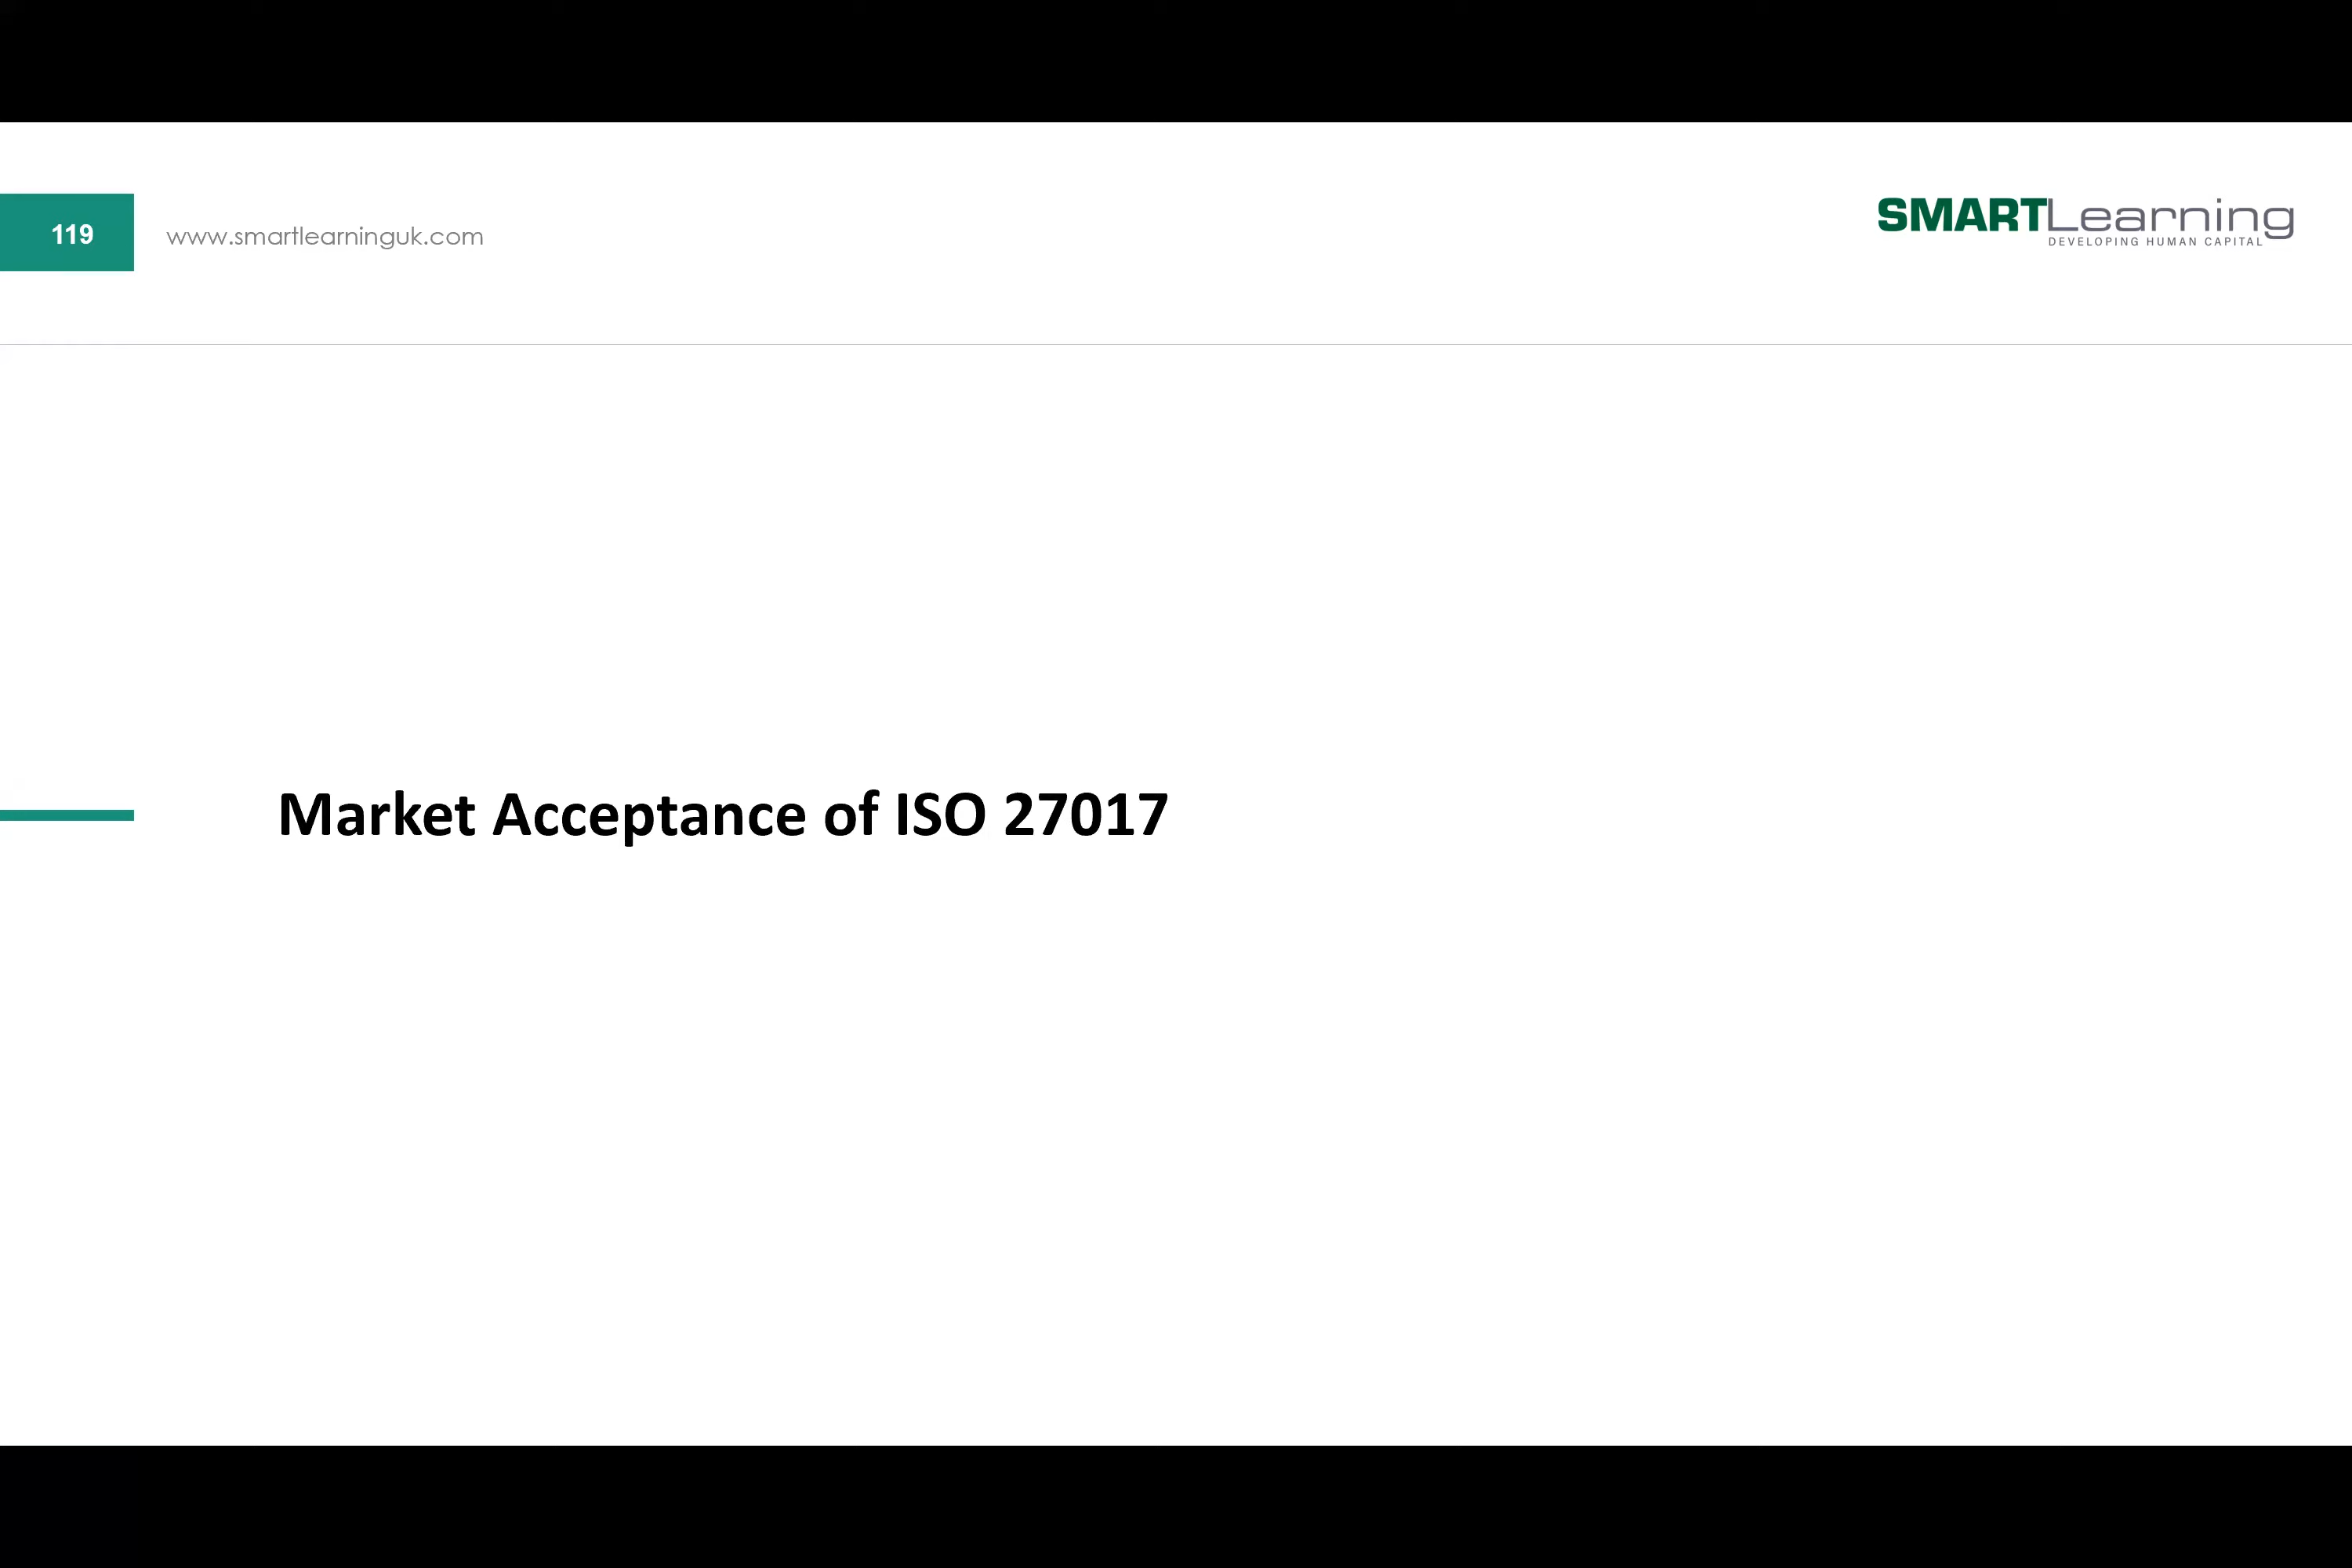 119
www.smartlearninguk.com
SMARTLearning
DEVELOPING HUMAN CAPITAL
Market Acceptance of ISO 27017